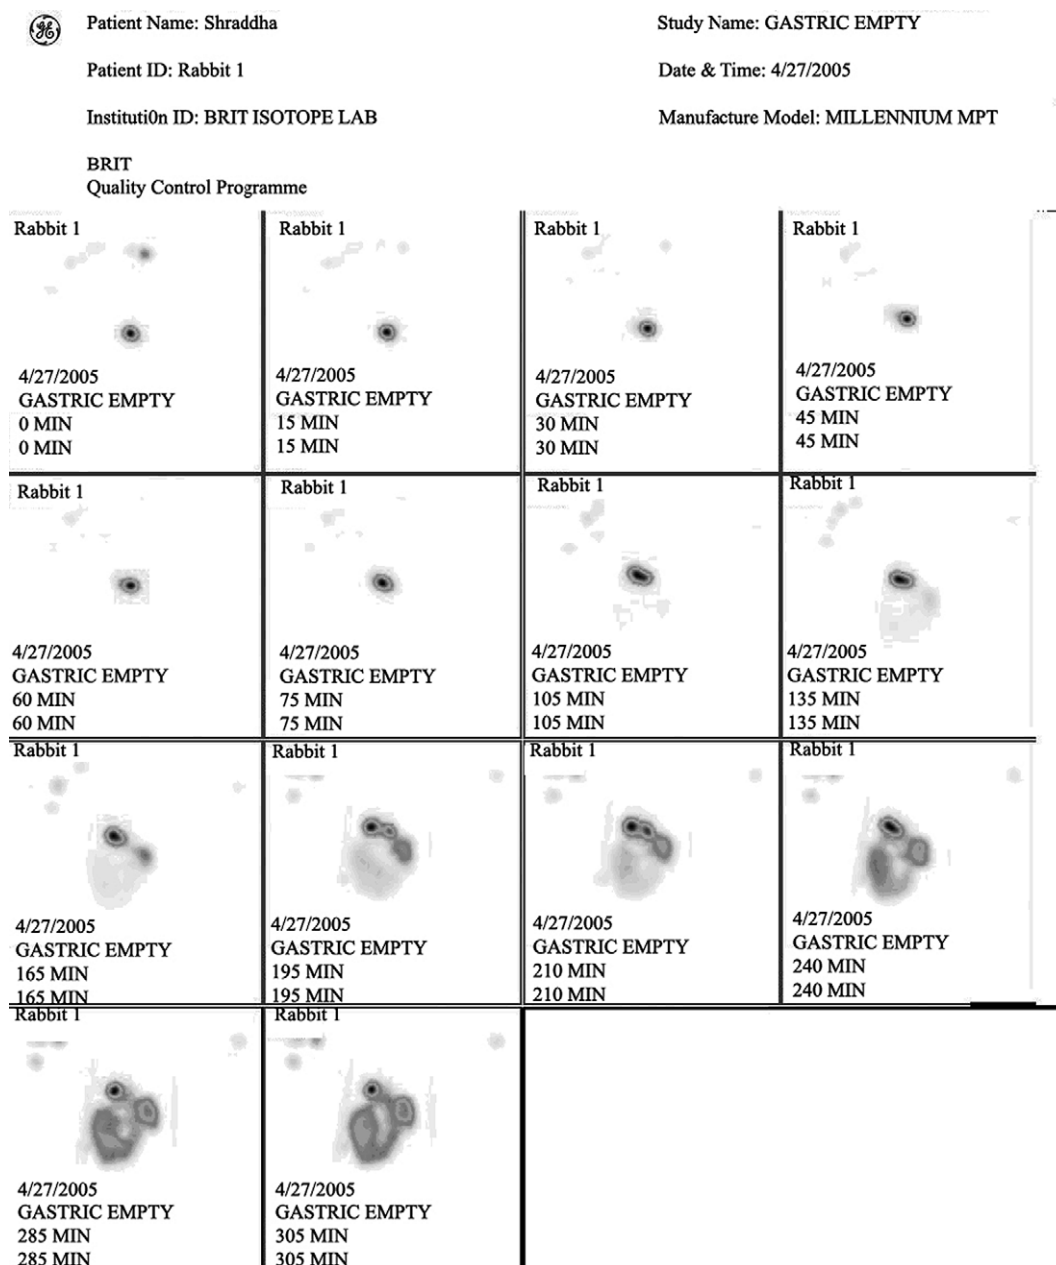 GE
Patient Name: Shraddha
Study Name: GASTRIC EMPTY
Patient ID: Rabbit 1
Date & Time: 4/27/2005
Instituti0n ID: BRIT ISOTOPE LAB
Manufacture Model: MILLENNIUM MPT
BRIT
Quality Control Programme
Rabbit 1
4/27/2005
GASTRIC EMPTY
0 MIN
0 MIN
Rabbit 1
4/27/2005
GASTRIC EMPTY
15 MIN
15 MIN
Rabbit 1
4/27/2005
GASTRIC EMPTY
30 MIN
30 MIN
Rabbit 1
4/27/2005
GASTRIC EMPTY
45 MIN
45 MIN
Rabbit 1
4/27/2005
GASTRIC EMPTY
60 MIN
60 MIN
Rabbit 1
4/27/2005
GASTRIC EMPTY
75 MIN
75 MIN
Rabbit 1
4/27/2005
GASTRIC EMPTY
105 MIN
105 MIN
Rabbit 1
4/27/2005
GASTRIC EMPTY
135 MIN
135 MIN
Rabbit 1
4/27/2005
GASTRIC EMPTY
165 MIN
165 MIN
Rabbit 1
4/27/2005
GASTRIC EMPTY
195 MIN
195 MIN
Rabbit 1
4/27/2005
GASTRIC EMPTY
210 MIN
210 MIN
Rabbit 1
4/27/2005
GASTRIC EMPTY
240 MIN
240 MIN
Rabbit 1
4/27/2005
GASTRIC EMPTY
285 MIN
285 MIN
Rabbit 1
4/27/2005
GASTRIC EMPTY
305 MIN
305 MIN